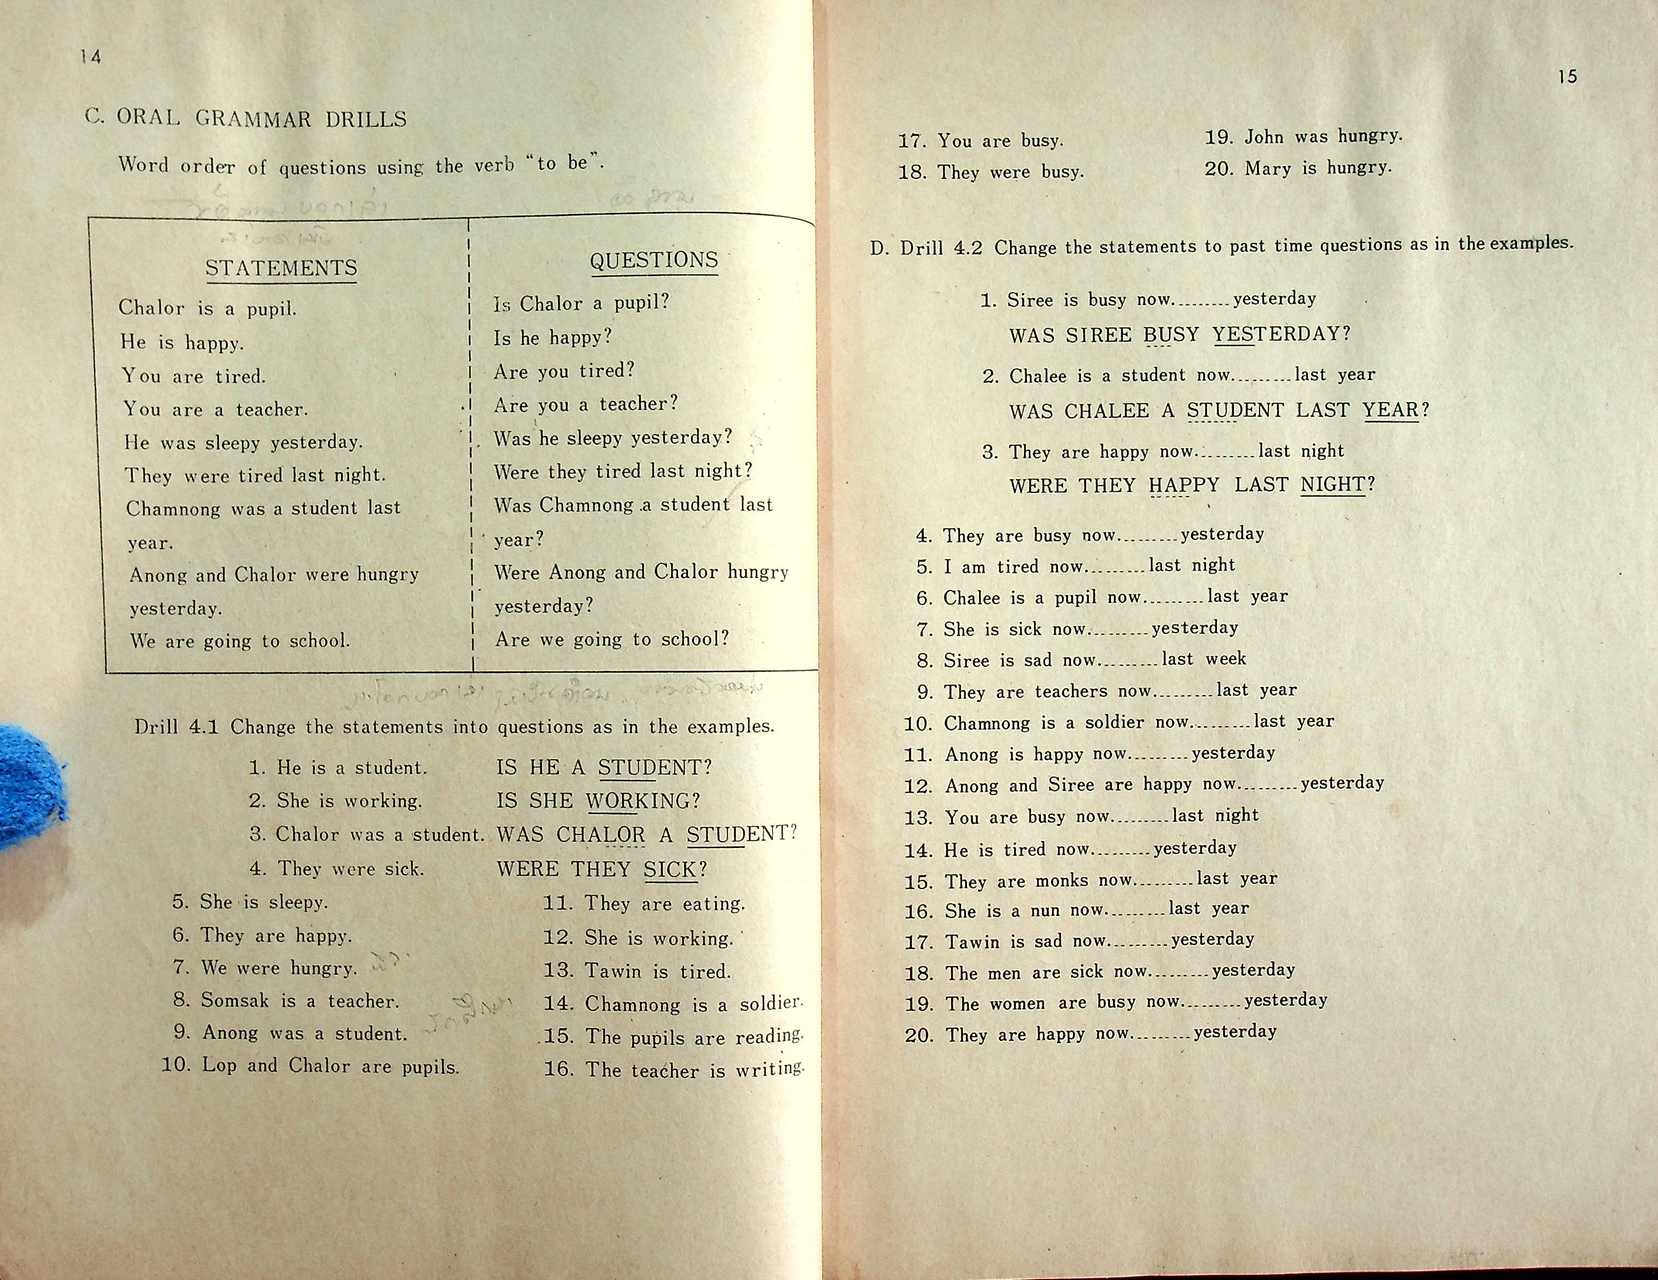 14
C. ORAL GRAMMAR DRILLS
Word order of questions using the verb "to be".
STATEMENTS
Chalor is a pupil.
He is happy.
You are tired.
You are a teacher.
He was sleepy yesterday.
They were tired last night.
Chamnong was a student last
year.
Anong and Chalor were hungry
yesterday.
We are going to school.
QUESTIONS
Is Chalor a pupil?
Is he happy?
Are you tired?
Are you a teacher?
Was he sleepy yesterday?
Were they tired last night?
Was Chamnong a student last
year?
Were Anong and Chalor hungry
yesterday?
Are we going to school?
Drill 4.1 Change the statements into questions as in the examples.
1. He is a student. IS HE A STUDENT?
2. She is working. IS SHE WORKING?
3. Chalor was a student. WAS CHALOR A STUDENT?
4. They were sick. WERE THEY SICK?
5. She is sleepy.
6. They are happy.
7. We were hungry.
8. Somsak is a teacher.
9. Anong was a student.
10. Lop and Chalor are pupils.
11. They are eating.
12. She is working.
13. Tawin is tired.
14. Chamnong is a soldier.
15. The pupils are reading.
16. The teacher is writing.
15
17. You are busy.
18. They were busy.
19. John was hungry.
20. Mary is hungry.
D. Drill 4.2 Change the statements to past time questions as in the examples.
1. Siree is busy now.........yesterday
WAS SIREE BUSY YESTERDAY?
2. Chalee is a student now.........last year
WAS CHALEE A STUDENT LAST YEAR?
3. They are happy now.........last night
WERE THEY HAPPY LAST NIGHT?
4. They are busy now.........yesterday
5. I am tired now.........last night
6. Chalee is a pupil now.........last year
7. She is sick now.........yesterday
8. Siree is sad now.........last week
9. They are teachers now.........last year
10. Chamnong is a soldier now.........last year
11. Anong is happy now.........yesterday
12. Anong and Siree are happy now.........yesterday
13. You are busy now.........last night
14. He is tired now.........yesterday
15. They are monks now.........last year
16. She is a nun now.........last year
17. Tawin is sad now.........yesterday
18. The men are sick now.........yesterday
19. The women are busy now.........yesterday
20. They are happy now.........yesterday